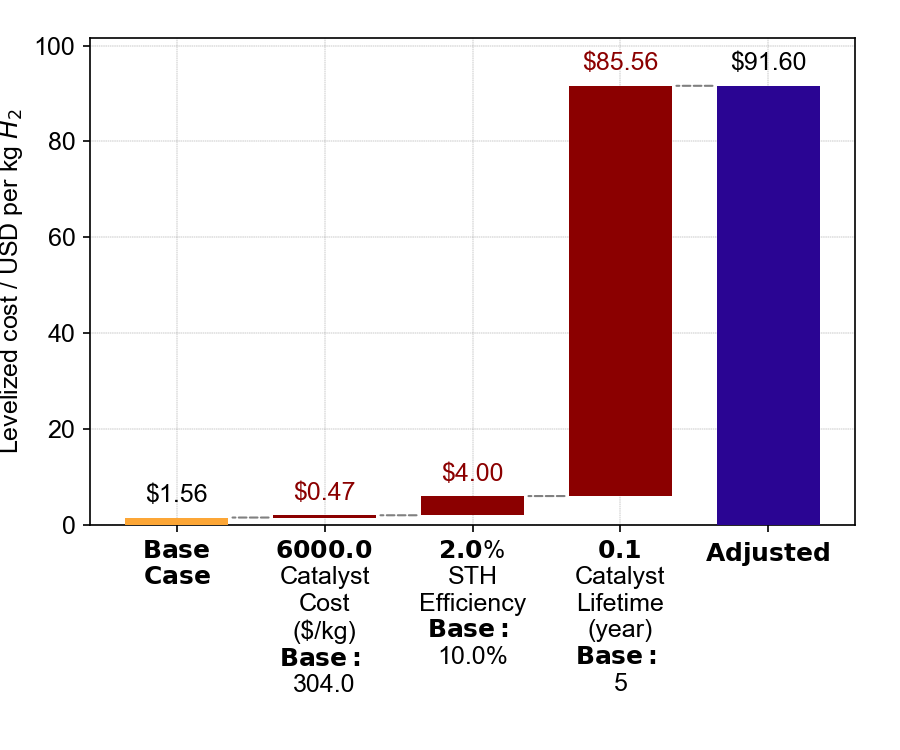 Levelized cost / USD per kg H₂
100
80
60
40
20
0
$1.56
$0.47
$4.00
$85.56
$91.60
Base
Case
6000.0
Catalyst
Cost
($/kg)
Base:
304.0
2.0%
STH
Efficiency
Base:
10.0%
0.1
Catalyst
Lifetime
(year)
Base:
5
Adjusted